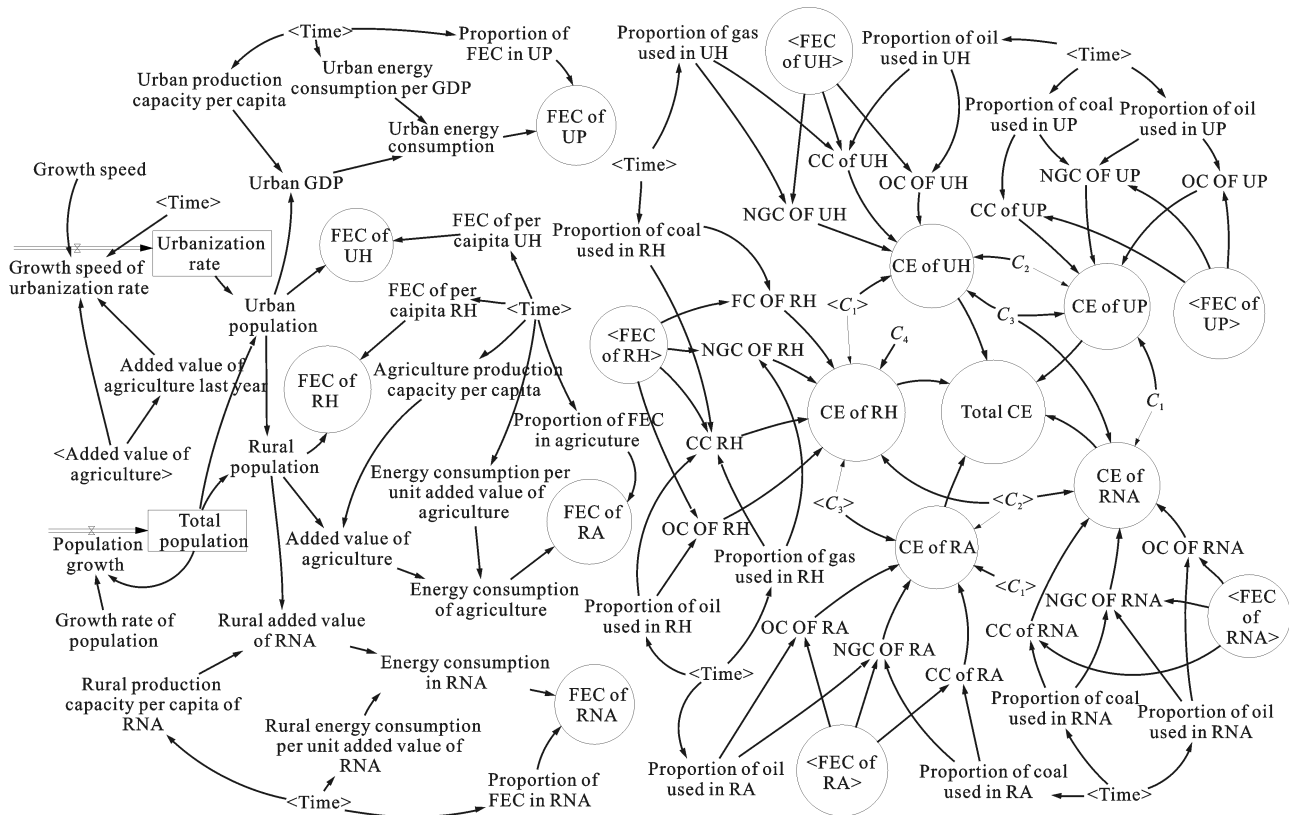 <Time>
Proportion of
FEC in UP
Urban production
capacity per capita
Urban energy
consumption per GDP
FEC of
UP
Urban energy
consumption
Growth speed
Urban GDP
<Time>
Urbanization
rate
Growth speed of
urbanization rate
FEC of
UH
FEC of per
caipita UH
Urban
population
FEC of per
caipita RH
<Time>
Added value of
agriculture last year
FEC of
RH
Agriculture production
capacity per capita
Proportion of FEC
in agricuture
<Added value of
agriculture>
Rural
population
Energy consumption per
unit added value of
agriculture
FEC of
RA
Total
population
Population
growth
Added value of
agriculture
Energy consumption
of agriculture
Growth rate of
population
Rural added value
of RNA
Energy consumption
in RNA
FEC of
RNA
Rural production
capacity per capita of
RNA
Rural energy consumption
per unit added value of
RNA
Proportion of
FEC in RNA
<Time>
Proportion of gas
used in UH
<FEC
of UH>
Proportion of oil
used in UH
<Time>
Proportion of coal
used in UP
Proportion of oil
used in UP
<Time>
CC of UH
OC OF UH
NGC OF UP
OC OF UP
NGC OF UH
CC of UP
Proportion of coal
used in RH
CE of UH
C2
CE of UP
<FEC of
UP>
FC OF RH
<C1>
C3
<FEC
of RH>
NGC OF RH
C4
CE of RH
Total CE
C1
CC RH
CE of
RNA
<C3>
<C2>
OC OF RH
CE of RA
OC OF RNA
Proportion of gas
used in RH
<C1>
Proportion of oil
used in RH
OC OF RA
NGC OF RNA
<FEC
of
RNA>
NGC OF RA
CC of RNA
<Time>
CC of RA
Proportion of coal
used in RNA
Proportion of oil
used in RNA
Proportion of oil
used in RA
<FEC of
RA>
Proportion of coal
used in RA
<Time>